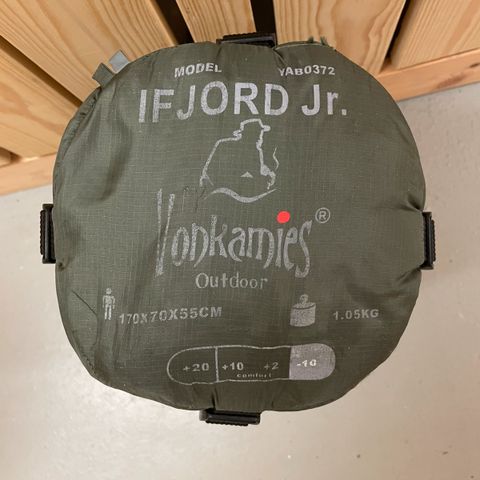 MODEL YAB0372
IFJORD Jr.
Vonkamies®
Outdoor
170X70X55CM 1.05KG
+20 +10 +2 -10
comfort